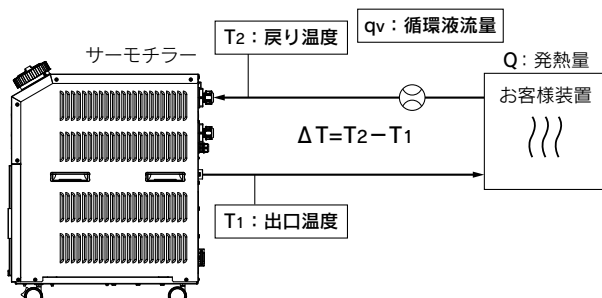 サーモチラー
T2：戻り温度
qv：循環液流量
Q：発熱量
お客様装置
ΔT=T2−T1
T1：出口温度